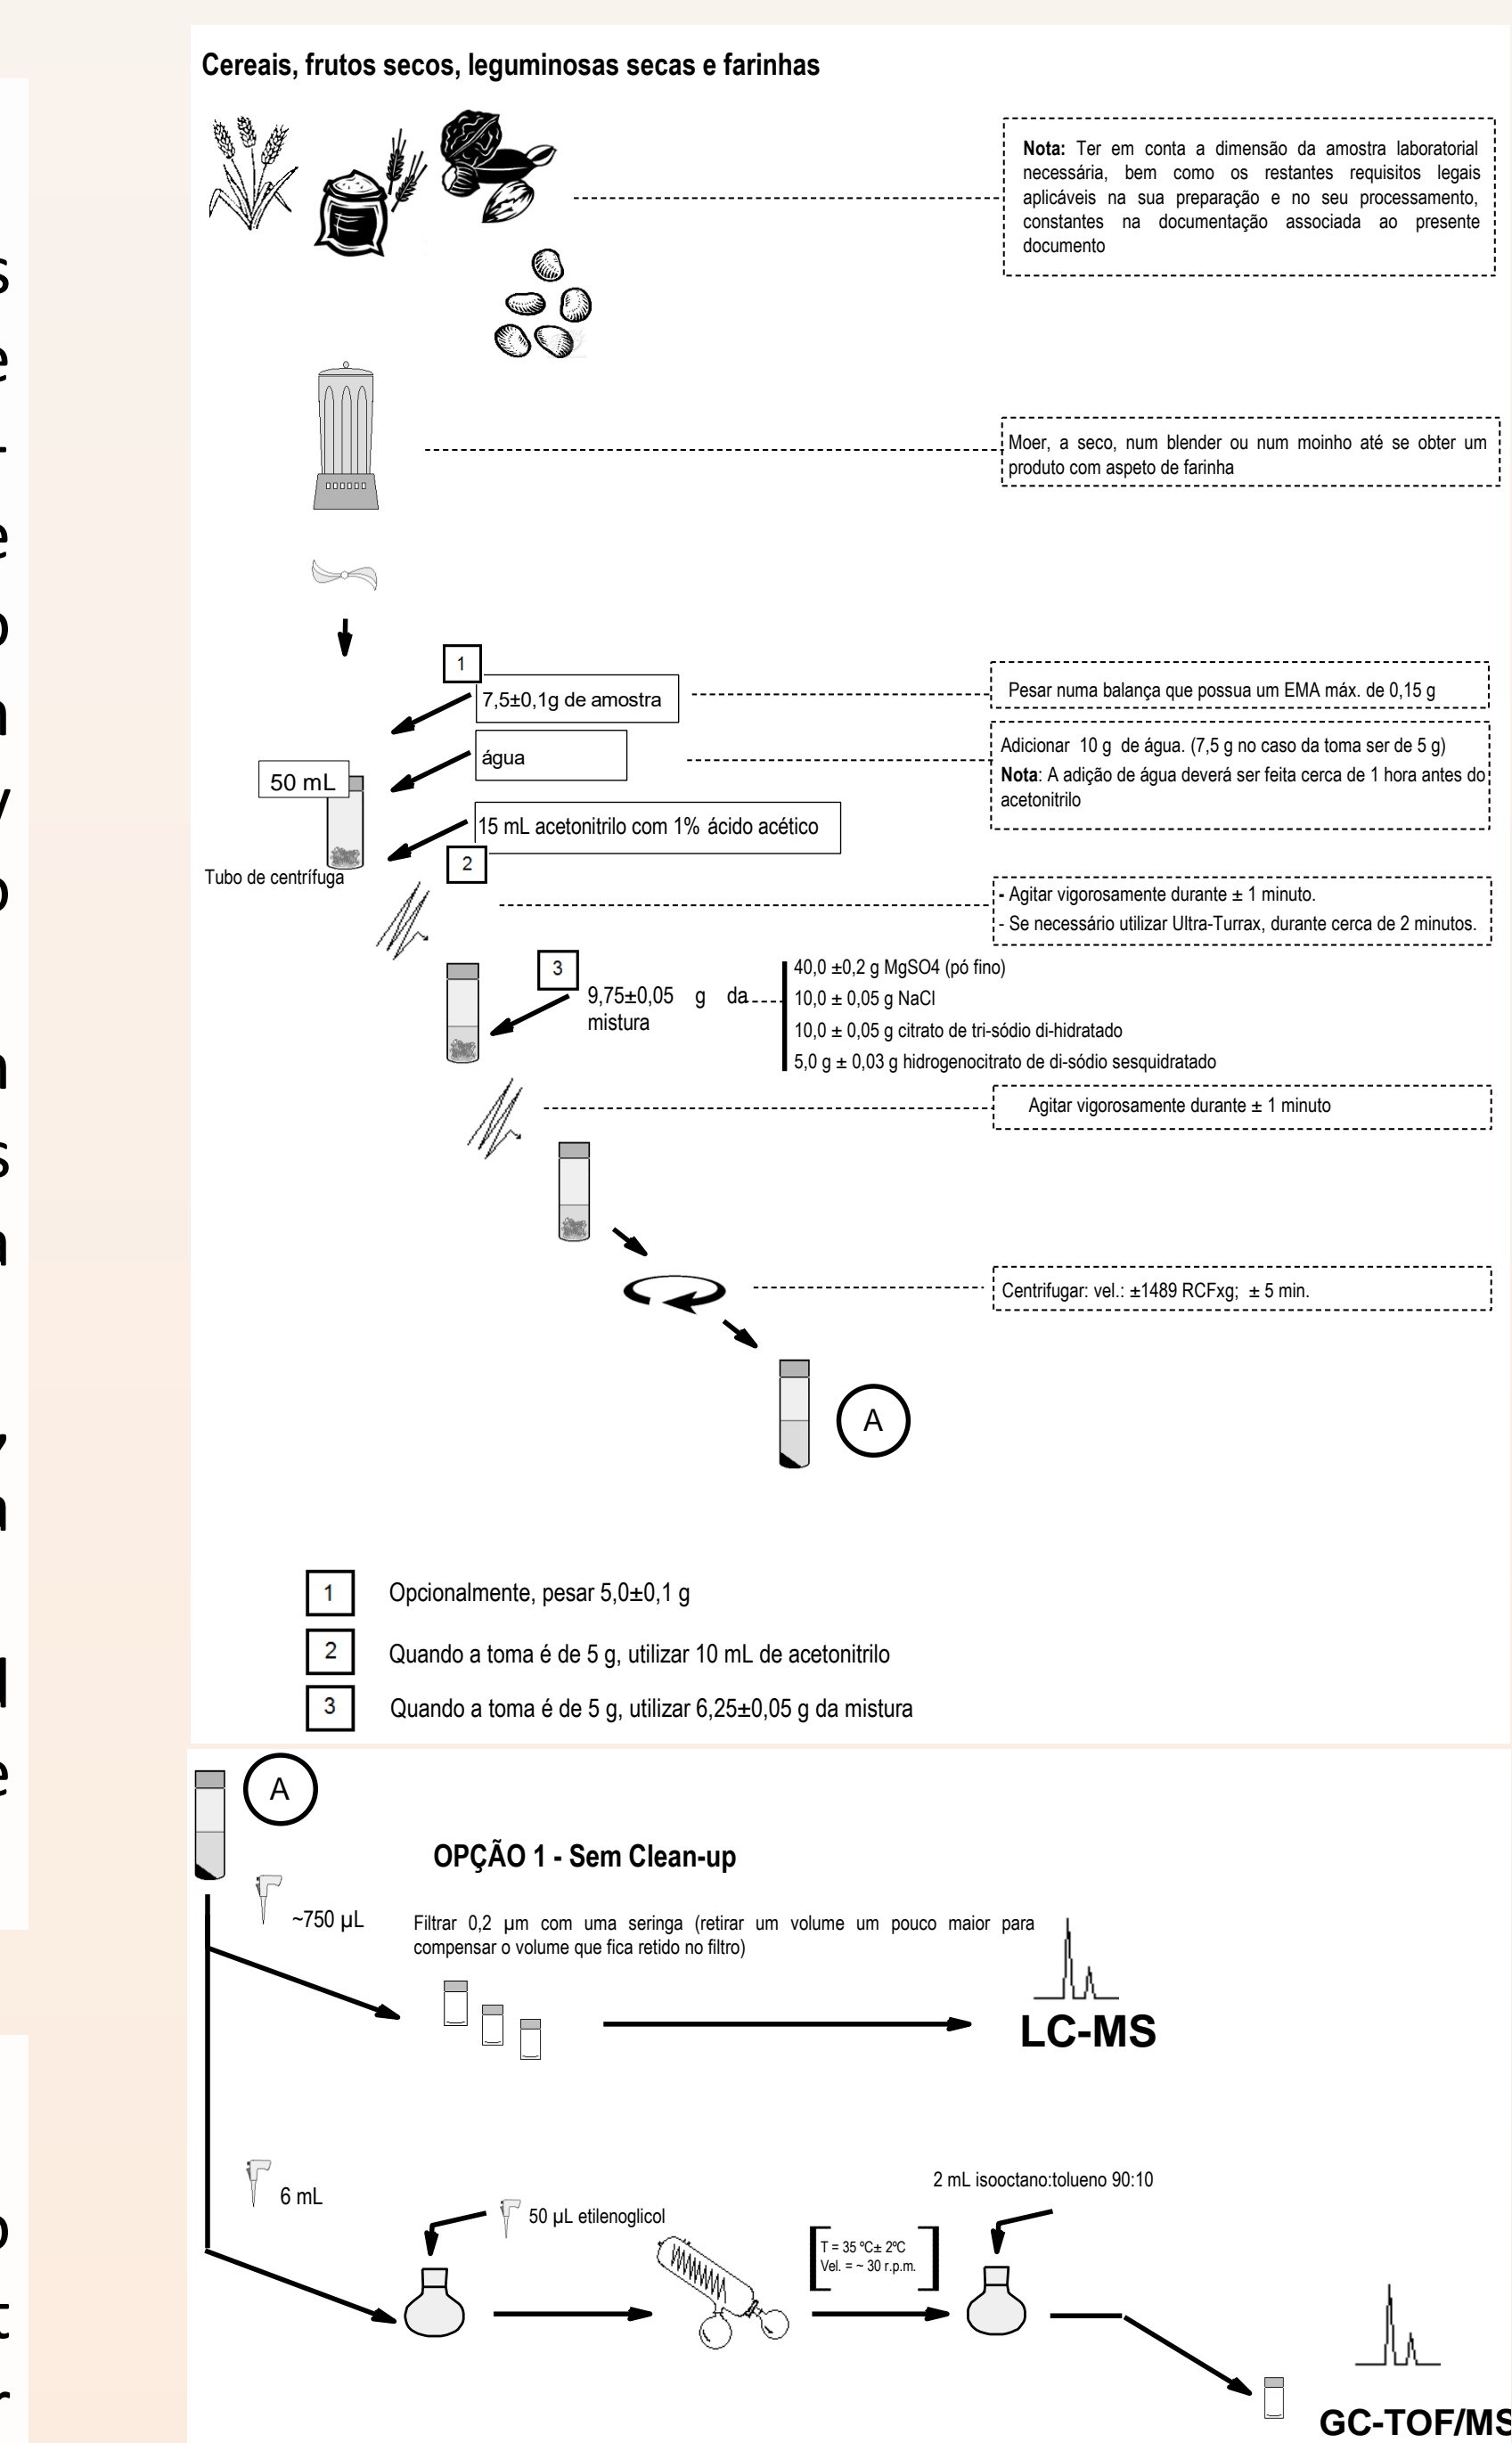 s
e
-
e
o
n
y
o
n
s
a
a
d
e
o
t
r
Cereais, frutos secos, leguminosas secas e farinhas
Nota: Ter em conta a dimensão da amostra laboratorial
necessária, bem como os restantes requisitos legais
aplicáveis na sua preparação e no seu processamento,
constantes na documentação associada ao presente
documento
Moer, a seco, num blender ou num moinho até se obter um
produto com aspeto de farinha
1
7,5±0,1g de amostra
Pesar numa balança que possua um EMA máx. de 0,15 g
água
Adicionar 10 g de água. (7,5 g no caso da toma ser de 5 g)
Nota: A adição de água deverá ser feita cerca de 1 hora antes do
acetonitrilo
50 mL
15 mL acetonitrilo com 1% ácido acético
2
Tubo de centrífuga
- Agitar vigorosamente durante ± 1 minuto.
- Se necessário utilizar Ultra-Turrax, durante cerca de 2 minutos.
3
9,75±0,05 g da
mistura
40,0 ±0,2 g MgSO4 (pó fino)
10,0 ± 0,05 g NaCl
10,0 ± 0,05 g citrato de tri-sódio di-hidratado
5,0 g ± 0,03 g hidrogenocitrato de di-sódio sesquidratado
Agitar vigorosamente durante ± 1 minuto
Centrifugar: vel.: ±1489 RCFxg; ± 5 min.
A
1 Opcionalmente, pesar 5,0±0,1 g
2 Quando a toma é de 5 g, utilizar 10 mL de acetonitrilo
3 Quando a toma é de 5 g, utilizar 6,25±0,05 g da mistura
A
OPÇÃO 1 - Sem Clean-up
~750 µL
Filtrar 0,2 µm com uma seringa (retirar um volume um pouco maior para
compensar o volume que fica retido no filtro)
LC-MS
6 mL
50 µL etilenoglicol
T = 35 ºC± 2ºC
Vel. = ~ 30 r.p.m.
2 mL isooctano:tolueno 90:10
GC-TOF/MS